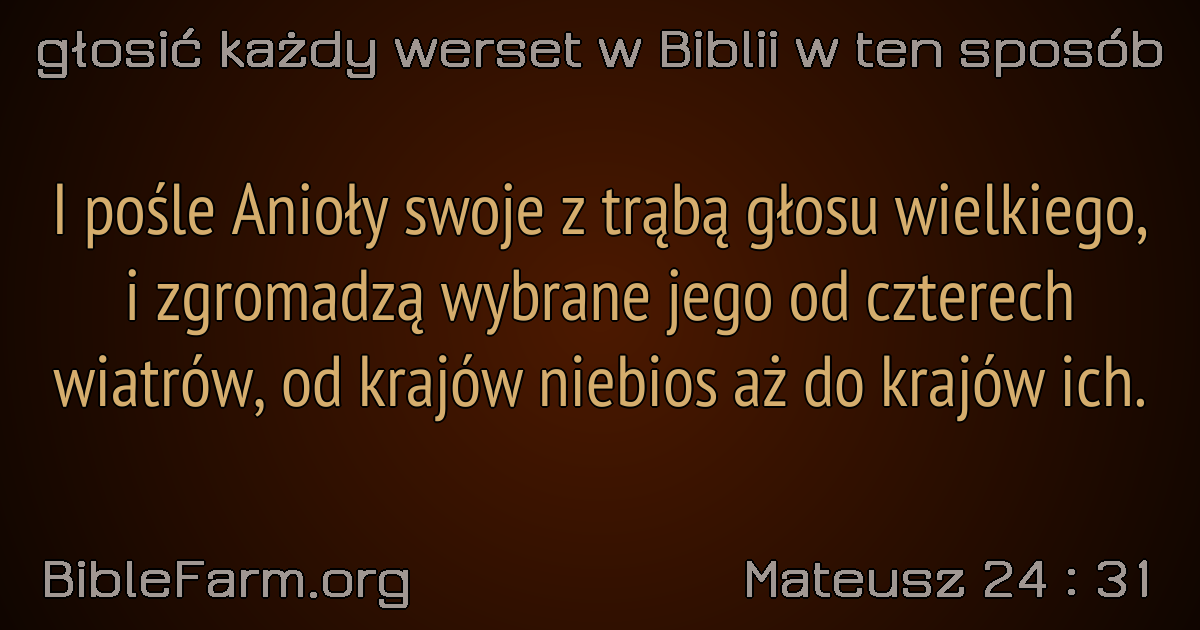 głosić każdy werset w Biblii w ten sposób
I pośle Anioły swoje z trąbą głosu wielkiego,
i zgromadzą wybrane jego od czterech
wiatrów, od krajów niebios aż do krajów ich.
BibleFarm.org
Mateusz 24 : 31